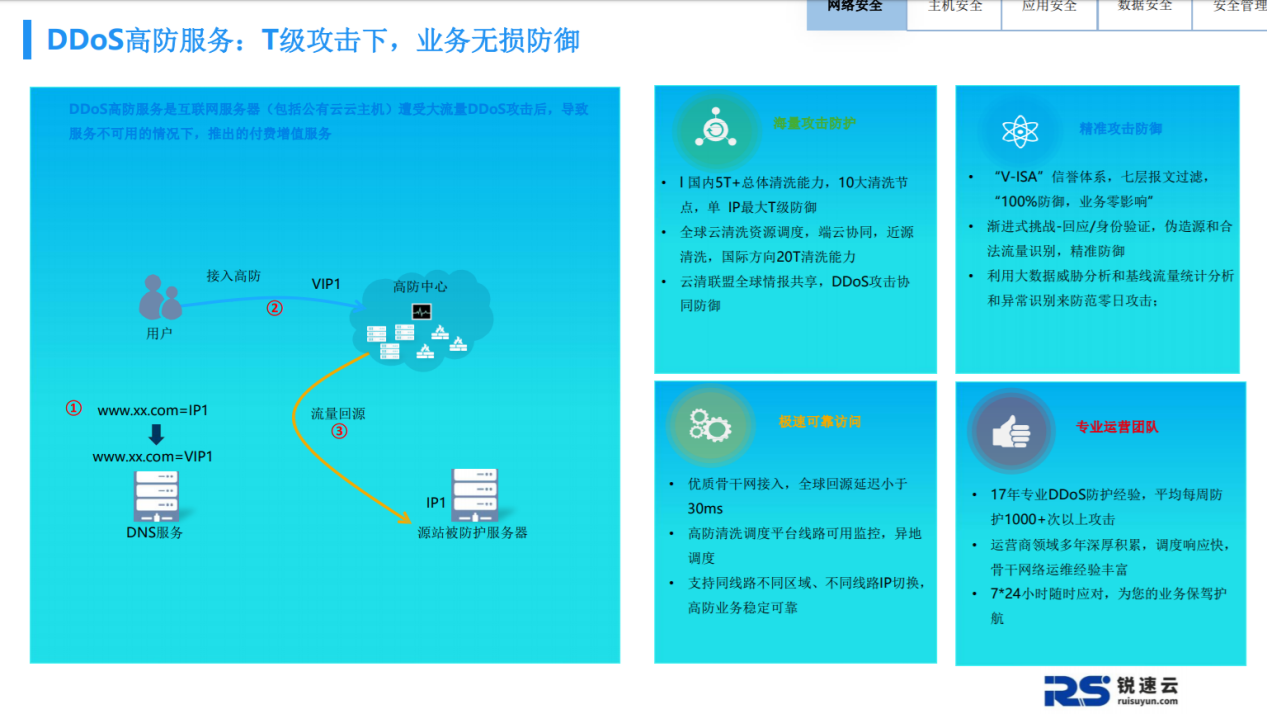 网络安全
主机安全
应用安全
数据安全
安全管理
DDoS高防服务：T级攻击下，业务无损防御
DDoS高防服务是互联网服务器（包括公有云云主机）遭受大流量DDoS攻击后，导致
服务不可用的情况下，推出的付费增值服务
接入高防
VIP1
高防中心
②
用户
① www.xx.com=IP1
www.xx.com=VIP1
DNS服务
流量回源
③
IP1
源站被防护服务器
海量攻击防护
• l 国内5T+总体清洗能力，10大清洗节
点，单 IP最大T级防御
• 全球云清洗资源调度，端云协同，近源
清洗，国际方向20T清洗能力
• 云清联盟全球情报共享，DDoS攻击协
同防御
精准攻击防御
• “V-ISA” 信誉体系，七层报文过滤，
“100%防御，业务零影响”
• 渐进式挑战-回应/身份验证，伪造源和合
法流量识别，精准防御
• 利用大数据威胁分析和基线流量统计分析
和异常识别来防范零日攻击；
极速可靠访问
• 优质骨干网接入，全球回源延迟小于
30ms
• 高防清洗调度平台线路可用监控，异地
调度
• 支持同线路不同区域、不同线路IP切换，
高防业务稳定可靠
专业运营团队
• 17年专业DDoS防护经验，平均每周防
护1000+次以上攻击
• 运营商领域多年深厚积累，调度响应快，
骨干网络运维经验丰富
• 7*24小时随时应对，为您的业务保驾护
航
RS 锐速云
ruisuyun.com